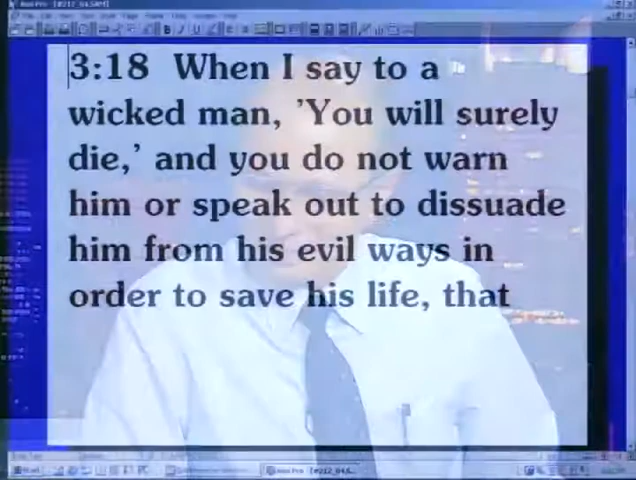 3:18 When I say to a
wicked man, 'You will surely
die,' and you do not warn
him or speak out to dissuade
him from his evil ways in
order to save his life, that